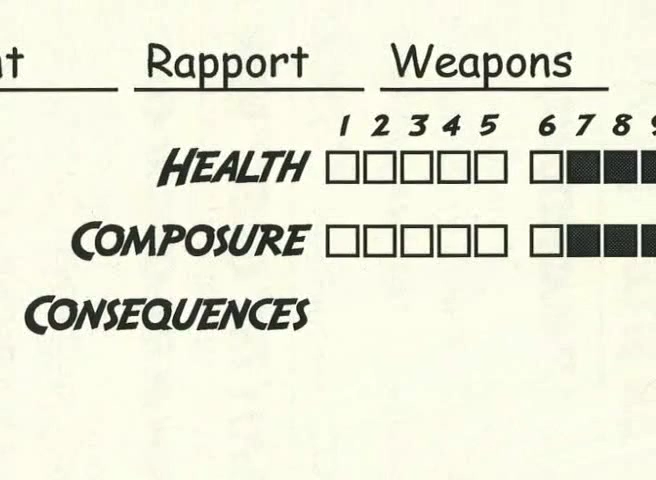 Rapport Weapons
1 2 3 4 5 6 7 8
HEALTH
COMPOSURE
CONSEQUENCES